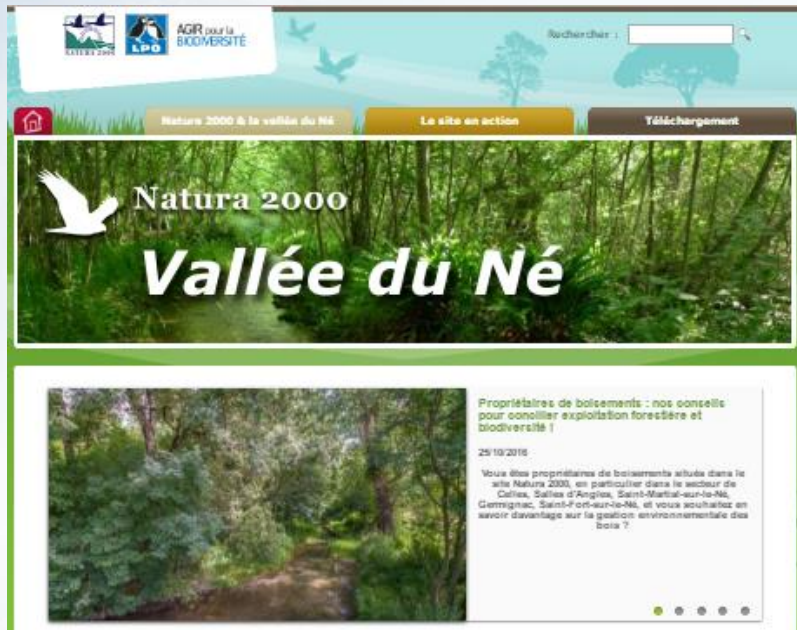 NATURA 2000
LPO
AGIR pour la
BIODIVERSITÉ
Rechercher :
Natura 2000 & la vallée du Né
Le site en action
Téléchargement
Natura 2000
Vallée du Né
Propriétaires de boisements : nos conseils
pour concilier exploitation forestière et
biodiversité !
25/10/2016
Vous êtes propriétaires de boisements situés dans le
site Natura 2000, en particulier dans le secteur de
Celles, Salles d'Angles, Saint-Martial-sur-le-Né,
Germignac, Saint-Fort-sur-le-Né, et vous souhaitez en
savoir davantage sur la gestion environnementale des
bois ?